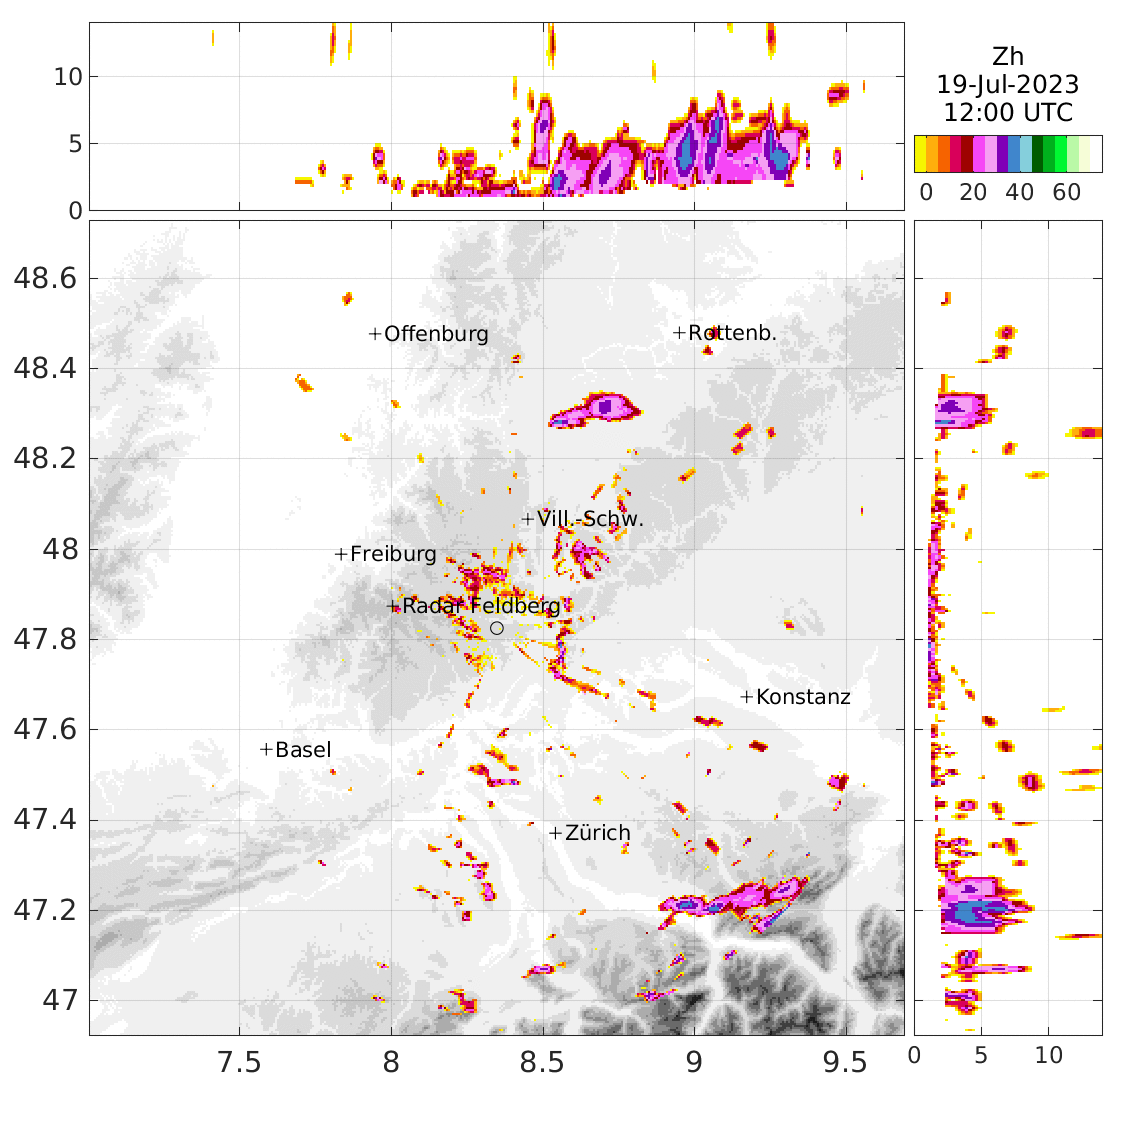 10
5
0
Zh
19-Jul-2023
12:00 UTC
0 20 40 60
48.6
48.4
48.2
48
47.8
47.6
47.4
47.2
47
+Offenburg
+Rottenb.
+Vill.-Schw.
+Freiburg
+Radar Feldberg
+Konstanz
+Basel
+Zürich
7.5 8 8.5 9 9.5
0 5 10